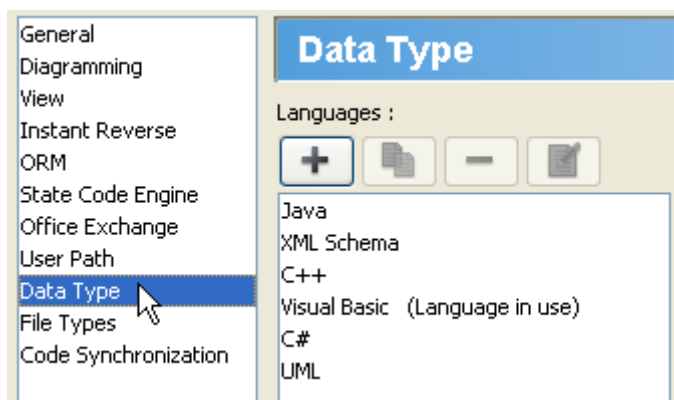 General
Diagramming
View
Instant Reverse
ORM
State Code Engine
Office Exchange
User Path
Data Type
File Types
Code Synchronization
Data Type
Languages :
Java
XML Schema
C++
Visual Basic (Language in use)
C#
UML